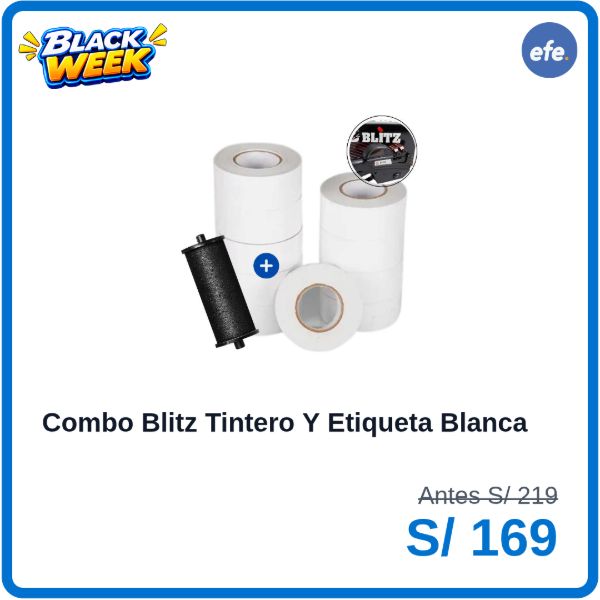 BLACK
WEEK
efe.
BLITZ
Combo Blitz Tintero Y Etiqueta Blanca
Antes S/ 219
S/ 169